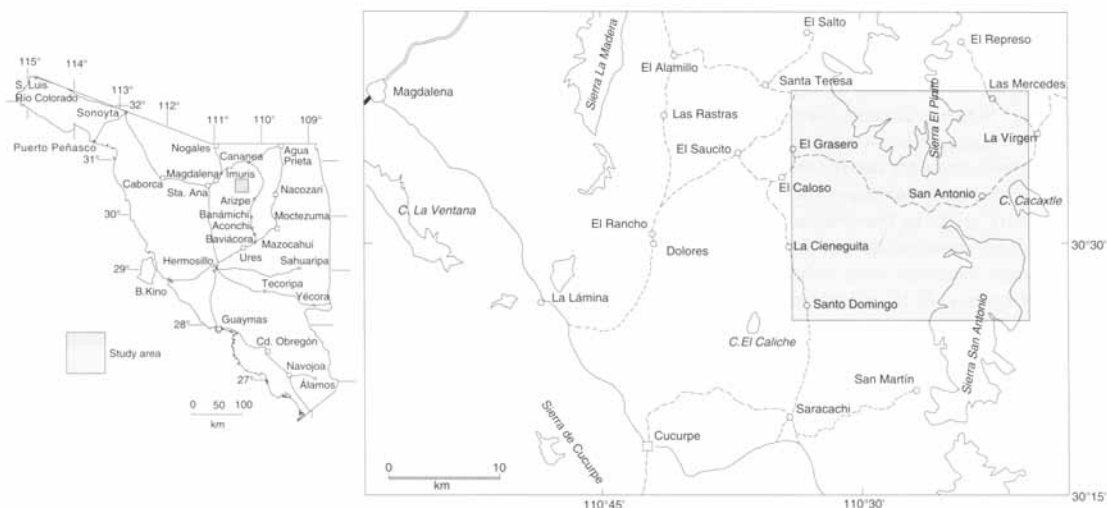 115°
114°
113°
32°
112°
111°
110°
109°
S. Luis
Río Colorado
Sonoyta
Puerto Peñasco
31°
Nogales
Cananea
Agua
Prieta
Magdalena
Imuris
Caborca
Sta. Ana
Nacozari
Arizpe
30°
Banámichi
Moctezuma
Aconchi
Baviácora
Mazocahui
Ures
29°
Hermosillo
Sahuaripa
B.Kino
Tecoripa
Yécora
28°
Guaymas
Cd. Obregón
Study area
Navojoa
27°
Álamos
0 50 100
km
Magdalena
Sierra La Madera
El Salto
El Represo
El Alamillo
Santa Teresa
Sierra El Pinito
Las Mercedes
Las Rastras
La Vírgen
El Saucito
El Grasero
El Caloso
San Antonio
C. Cacaxtle
C. La Ventana
El Rancho
Dolores
La Cieneguita
30°30'
La Lámina
Santo Domingo
C.El Caliche
Sierra San Antonio
San Martín
Saracachi
Sierra de Cucurpe
Cucurpe
0 10
km
110°45'
110°30'
30°15'